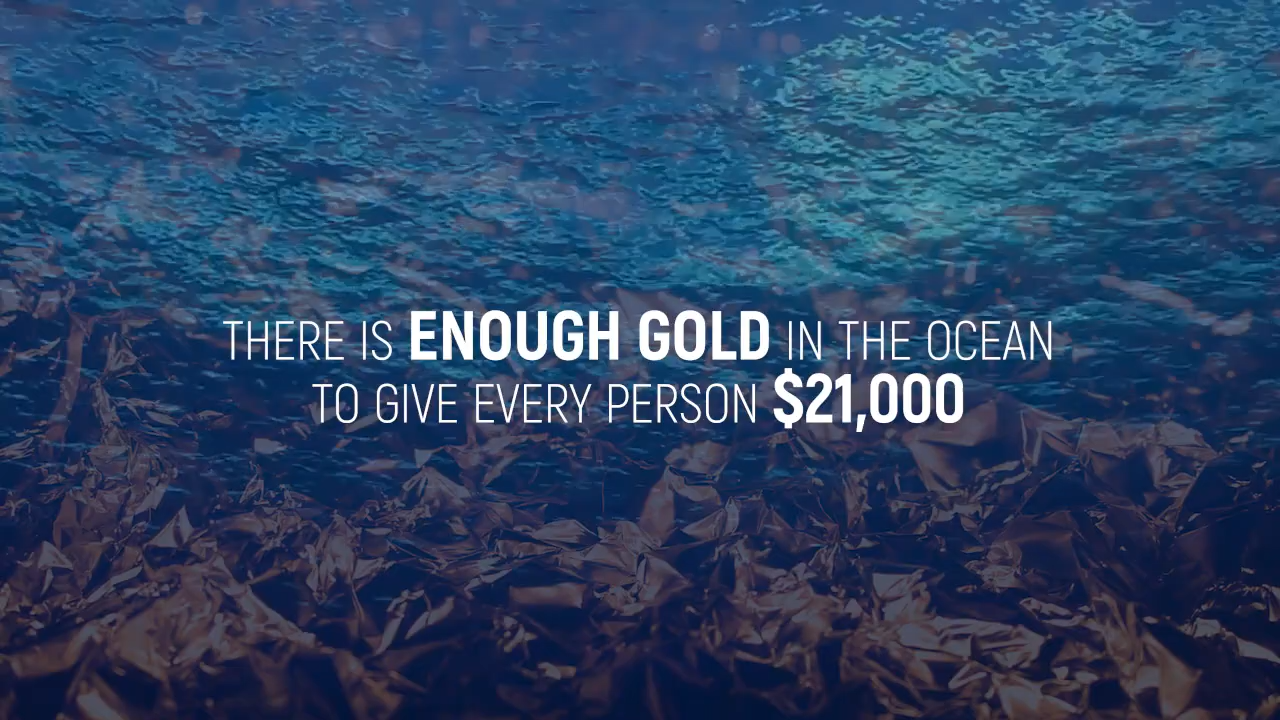 THERE IS ENOUGH GOLD IN THE OCEAN
TO GIVE EVERY PERSON $21,000